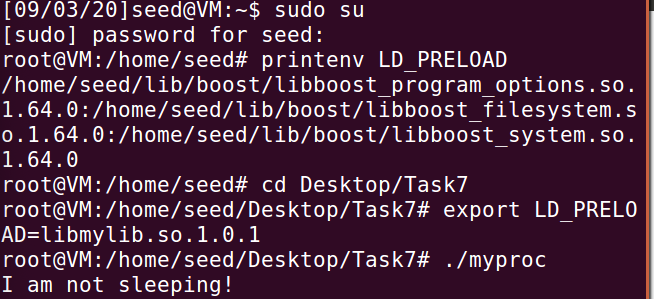 [09/03/20]seed@VM:~$ sudo su
[sudo] password for seed:
root@VM:/home/seed# printenv LD_PRELOAD
/home/seed/lib/boost/libboost_program_options.so.
1.64.0:/home/seed/lib/boost/libboost_filesystem.s
o.1.64.0:/home/seed/lib/boost/libboost_system.so.
1.64.0
root@VM:/home/seed# cd Desktop/Task7
root@VM:/home/seed/Desktop/Task7# export LD_PRELO
AD=libmylib.so.1.0.1
root@VM:/home/seed/Desktop/Task7# ./myproc
I am not sleeping!